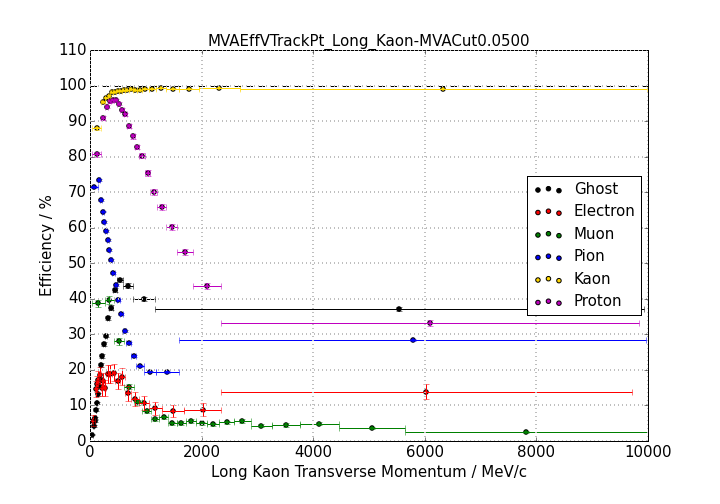 MVAEffVTrackPt_Long_Kaon-MVACut0.0500
110
100
90
80
70
60
50
40
30
20
10
0
Efficiency / %
Ghost
Electron
Muon
Pion
Kaon
Proton
0 2000 4000 6000 8000 10000
Long Kaon Transverse Momentum / MeV/c